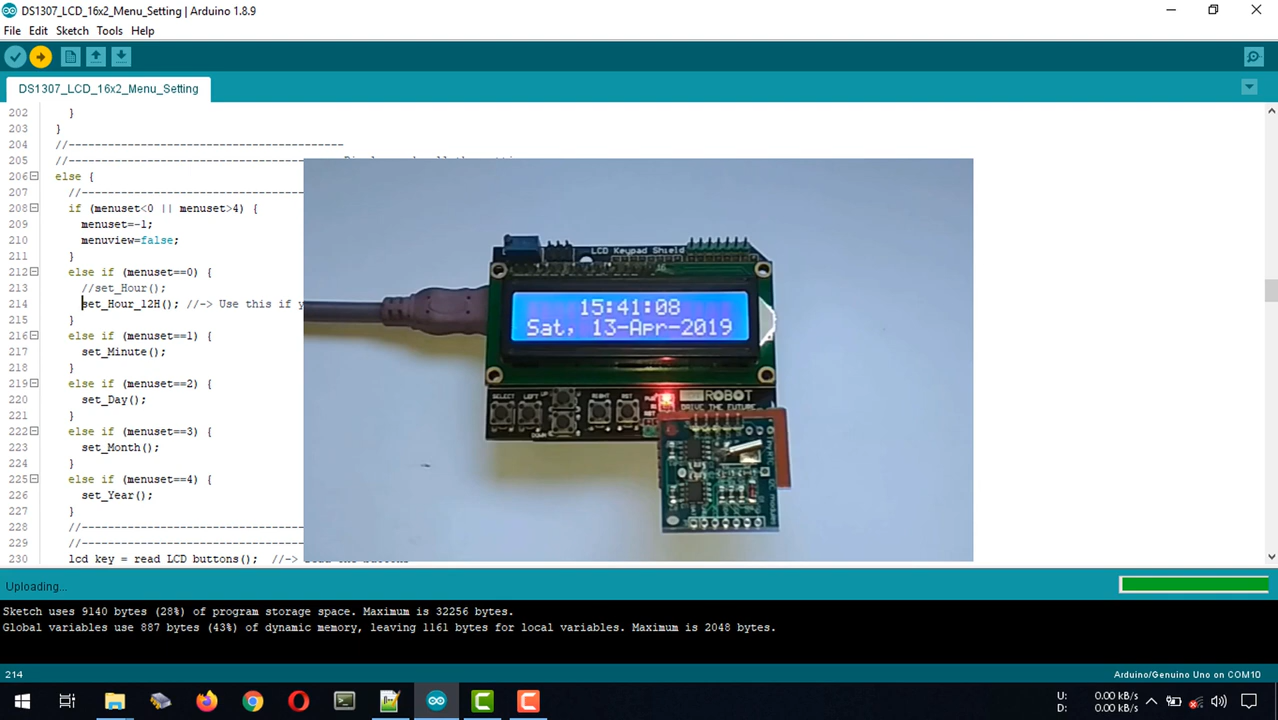 DS1307_LCD_16x2_Menu_Setting | Arduino 1.8.9
File Edit Sketch Tools Help
DS1307_LCD_16x2_Menu_Setting
202 }
203 }
204 //------------------------------------------
205 //------------------------------------
206 else {
207 //----------------------------------
208 if (menuset<0 || menuset>4) {
209 menuset=-1;
210 menuview=false;
211 }
212 else if (menuset==0) {
213 //set_Hour();
214 set_Hour_12H(); //-> Use this if y
215 }
216 else if (menuset==1) {
217 set_Minute();
218 }
219 else if (menuset==2) {
220 set_Day();
221 }
222 else if (menuset==3) {
223 set_Month();
224 }
225 else if (menuset==4) {
226 set_Year();
227 }
228 //----------------------------------
229 //----------------------------------
230 lcd_key = read_LCD_buttons(); //->
LCD Keypad Shield
15:41:08
Sat, 13-Apr-2019
SELECT LEFT UP DOWN RIGHT RST
ROBOT
DRIVE THE FUTURE
Uploading...
Sketch uses 9140 bytes (28%) of program storage space. Maximum is 32256 bytes.
Global variables use 887 bytes (43%) of dynamic memory, leaving 1161 bytes for local variables. Maximum is 2048 bytes.
214 Arduino/Genuino Uno on COM10
U: 0.00 kB/s
D: 0.00 kB/s